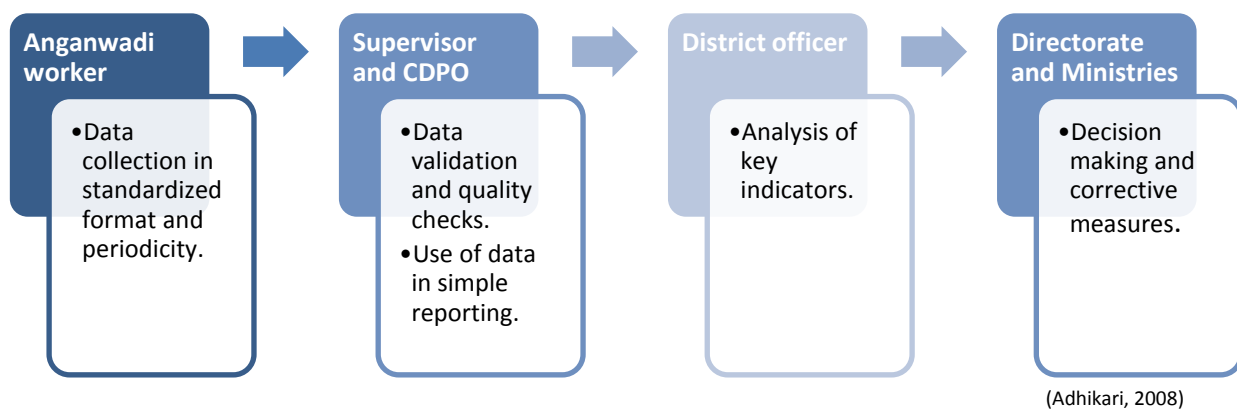 Anganwadi
worker
•Data
collection in
standardized
format and
periodicity.
Supervisor
and CDPO
•Data
validation
and quality
checks.
•Use of data
in simple
reporting.
District officer
•Analysis of
key
indicators.
Directorate
and Ministries
•Decision
making and
corrective
measures.
(Adhikari, 2008)